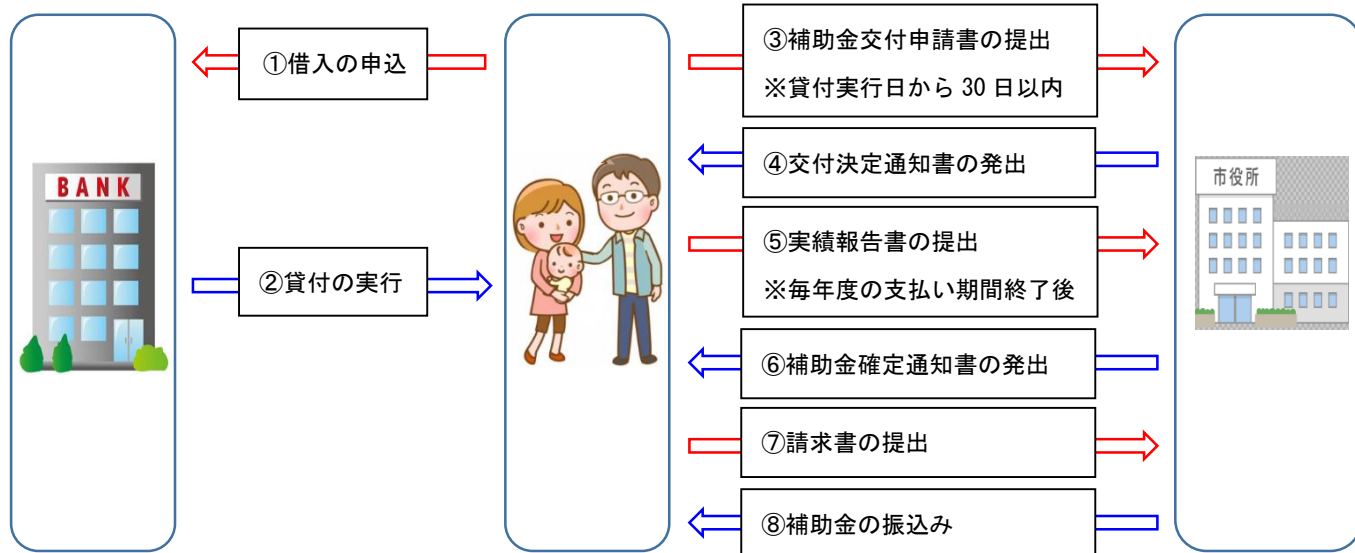 ①借入の申込
③補助金交付申請書の提出
※貸付実行日から 30 日以内
④交付決定通知書の発出
BANK
市役所
②貸付の実行
⑤実績報告書の提出
※毎年度の支払い期間終了後
⑥補助金確定通知書の発出
⑦請求書の提出
⑧補助金の振込み